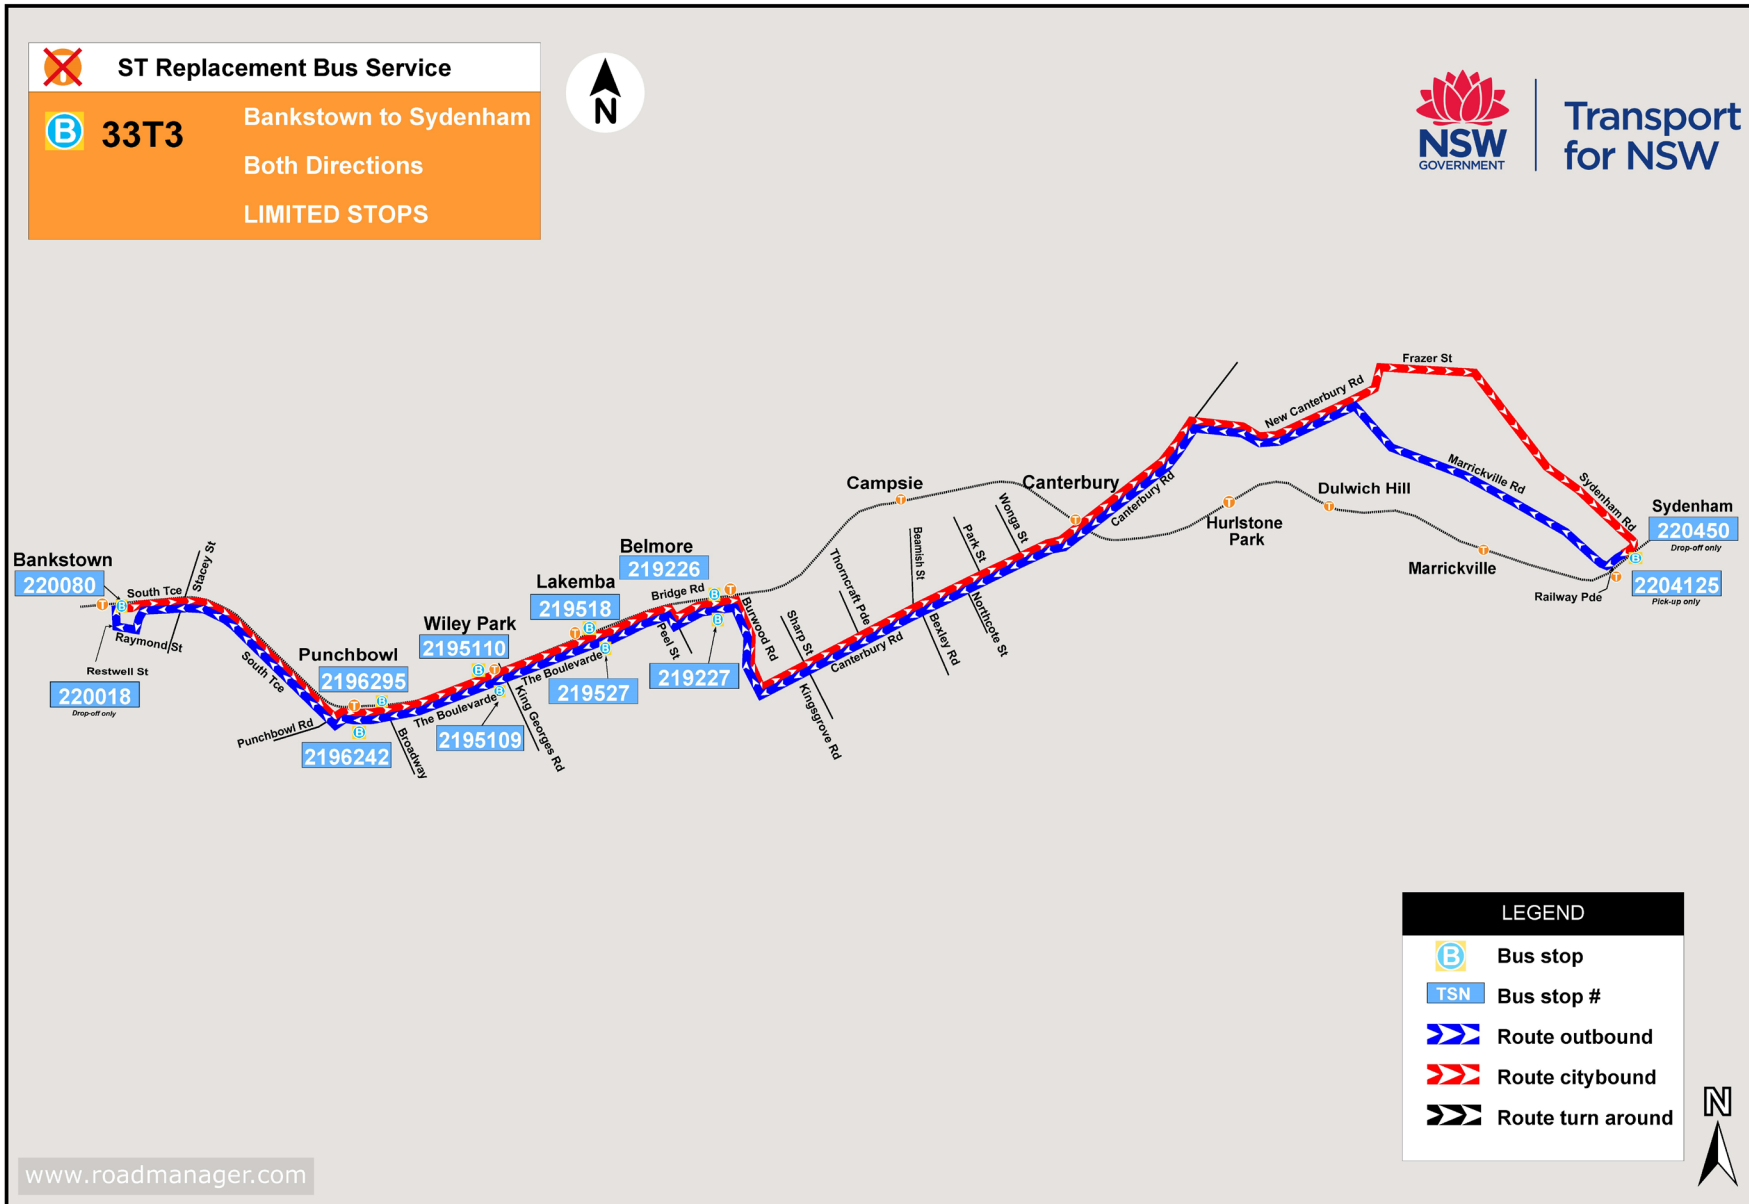 ST Replacement Bus Service
B 33T3
Bankstown to Sydenham
Both Directions
LIMITED STOPS
N
NSW
GOVERNMENT
Transport
for NSW
Frazer St
New Canterbury Rd
Marrickville Rd
Sydenham Rd
Sydenham
220450
Drop-off only
B
2204125
Pick-up only
T
Railway Pde
Marrickville
T
Dulwich Hill
T
T
Hurlstone
Park
Canterbury
T
Canterbury Rd
Campsie
T
Wonga St
Park St
Beamish St
Thorncraft Pde
Sharp St
Northcote St
Bexley Rd
Canterbury Rd
Kingsgrove Rd
Burwood Rd
Belmore
219226
B T
Bridge Rd
B
Peel St
219227
Lakemba
219518
T B
B
The Boulevarde
219527
Wiley Park
2195110
B T
B
King Georges Rd
The Boulevarde
2195109
Punchbowl
2196295
T B
B
Broadway
2196242
Punchbowl Rd
South Tce
Bankstown
220080
T B
South Tce
Stacey St
Raymond St
Restwell St
220018
Drop-off only
LEGEND
B Bus stop
TSN Bus stop #
Route outbound
Route citybound
Route turn around
N
www.roadmanager.com